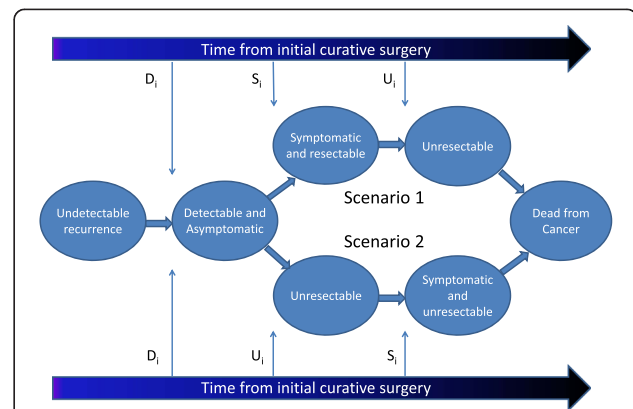 Time from initial curative surgery
Di Si Ui
Symptomatic
and resectable
Unresectable
Scenario 1
Undetectable
recurrence
Detectable and
Asymptomatic
Dead from
Cancer
Scenario 2
Unresectable
Symptomatic
and
unresectable
Di Ui Si
Time from initial curative surgery